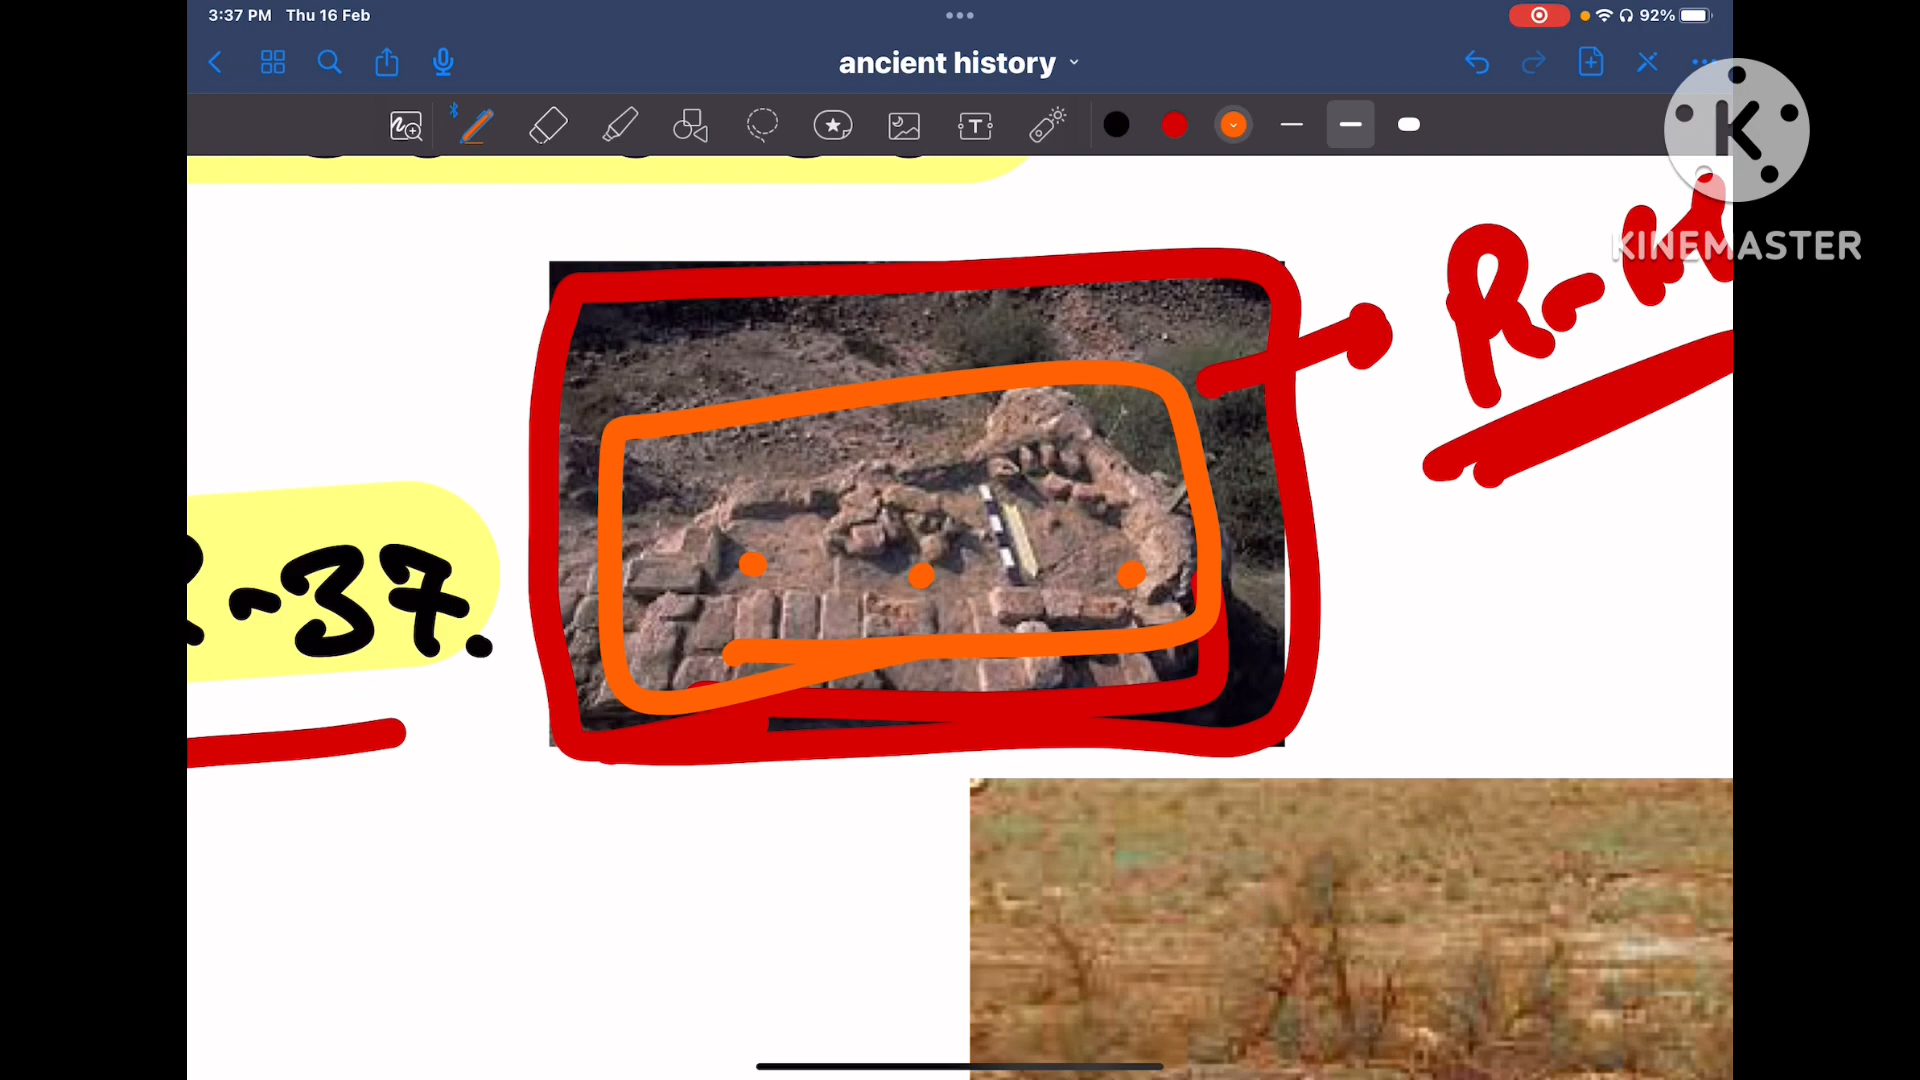 3:37 PM Thu 16 Feb
92%
ancient history
T
K
KINEMASTER
R-37.